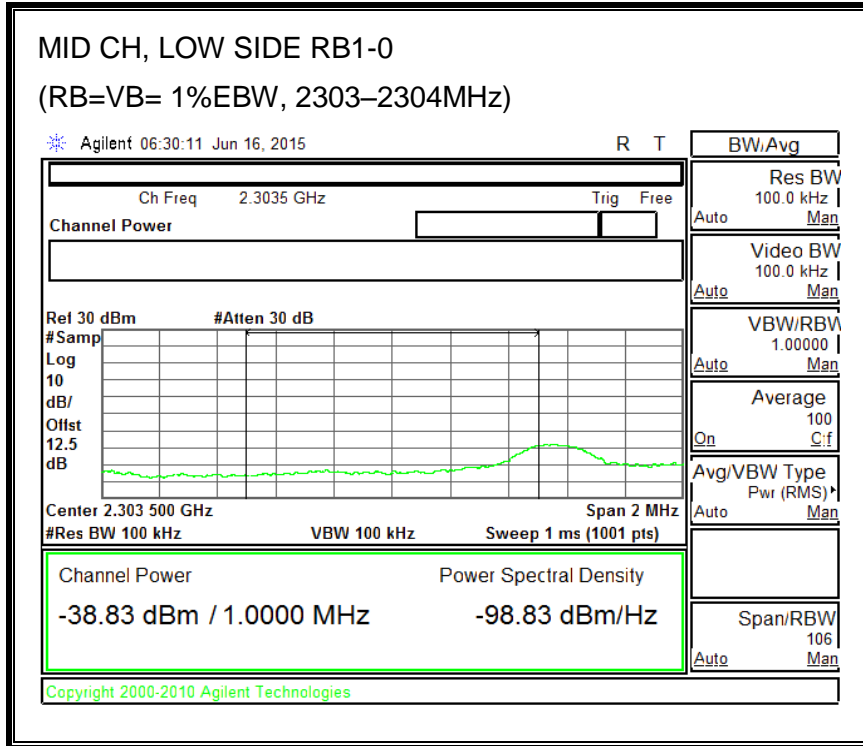 MID CH, LOW SIDE RB1-0
(RB=VB= 1%EBW, 2303–2304MHz)
Agilent 06:30:11 Jun 16, 2015 R T
BW/Avg
Ch Freq 2.3035 GHz Trig Free
Channel Power
Res BW
100.0 kHz
Auto Man
Video BW
100.0 kHz
Auto Man
VBW/RBW
1.00000
Auto Man
Average
100
On Off
Avg/VBW Type
Pwr (RMS)
Auto Man
Span/RBW
106
Auto Man
Ref 30 dBm #Atten 30 dB
#Samp
Log
10
dB/
Offst
12.5
dB
Center 2.303 500 GHz Span 2 MHz
#Res BW 100 kHz VBW 100 kHz Sweep 1 ms (1001 pts)
Channel Power Power Spectral Density
-38.83 dBm / 1.0000 MHz -98.83 dBm/Hz
Copyright 2000-2010 Agilent Technologies